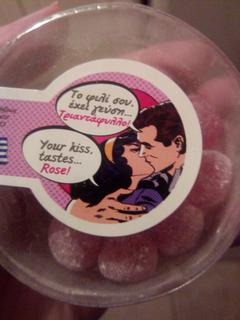 Το φιλί σου,
έχει γεύση...
Τριαντάφυλλο!
Your kiss,
tastes...
Rose!